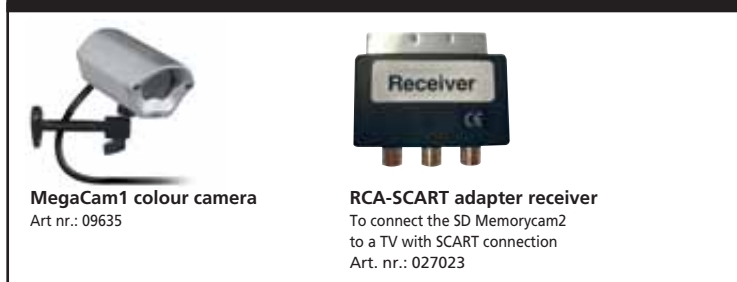 MegaCam1 colour camera
Art nr.: 09635
Receiver
CE
RCA-SCART adapter receiver
To connect the SD Memorycam2
to a TV with SCART connection
Art. nr.: 027023